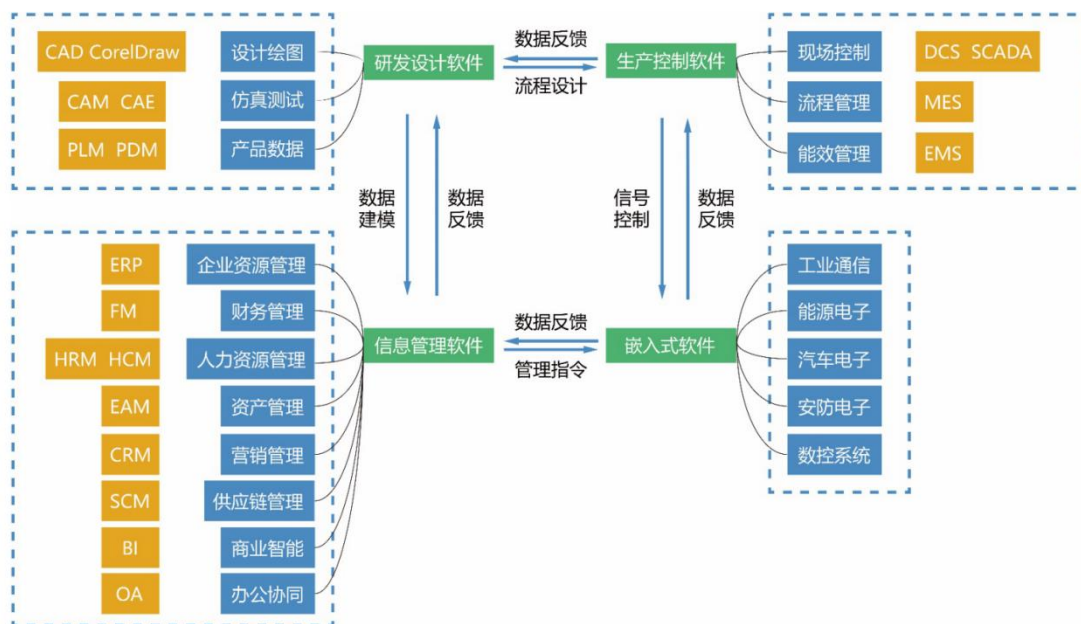 CAD CorelDraw
设计绘图
CAM CAE
仿真测试
PLM PDM
产品数据
研发设计软件
数据反馈
流程设计
生产控制软件
现场控制
DCS SCADA
流程管理
MES
能效管理
EMS
数据
建模
数据
反馈
信号
控制
数据
反馈
ERP
企业资源管理
FM
财务管理
HRM HCM
人力资源管理
EAM
资产管理
CRM
营销管理
SCM
供应链管理
BI
商业智能
OA
办公协同
信息管理软件
数据反馈
管理指令
嵌入式软件
工业通信
能源电子
汽车电子
安防电子
数控系统